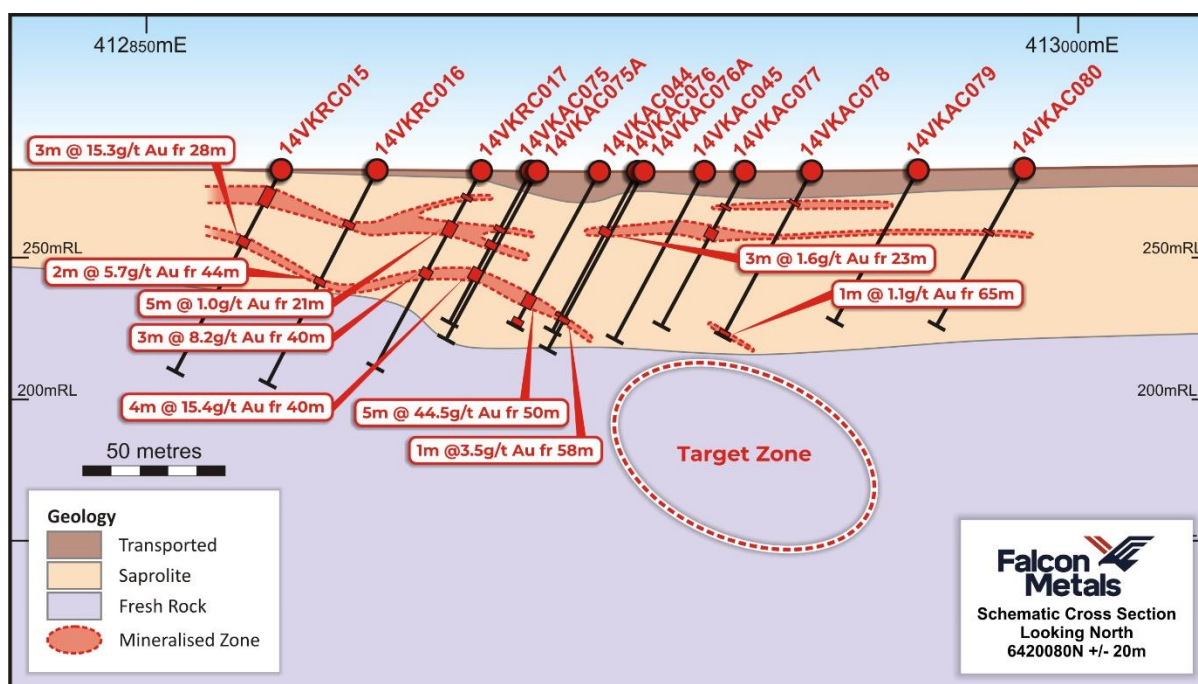 412850mE
413000mE
14VKRC015
14VKRC016
14VKRC017
14VKAC075
14VKAC075A
14VKAC044
14VKAC076
14VKAC076A
14VKAC045
14VKAC077
14VKAC078
14VKAC079
14VKAC080
3m @ 15.3g/t Au fr 28m
250mRL
250mRL
2m @ 5.7g/t Au fr 44m
3m @ 1.6g/t Au fr 23m
5m @ 1.0g/t Au fr 21m
1m @ 1.1g/t Au fr 65m
3m @ 8.2g/t Au fr 40m
200mRL
200mRL
4m @ 15.4g/t Au fr 40m
5m @ 44.5g/t Au fr 50m
1m @3.5g/t Au fr 58m
50 metres
Target Zone
Geology
Transported
Saprolite
Fresh Rock
Mineralised Zone
Falcon
Metals
Schematic Cross Section
Looking North
6420080N +/- 20m